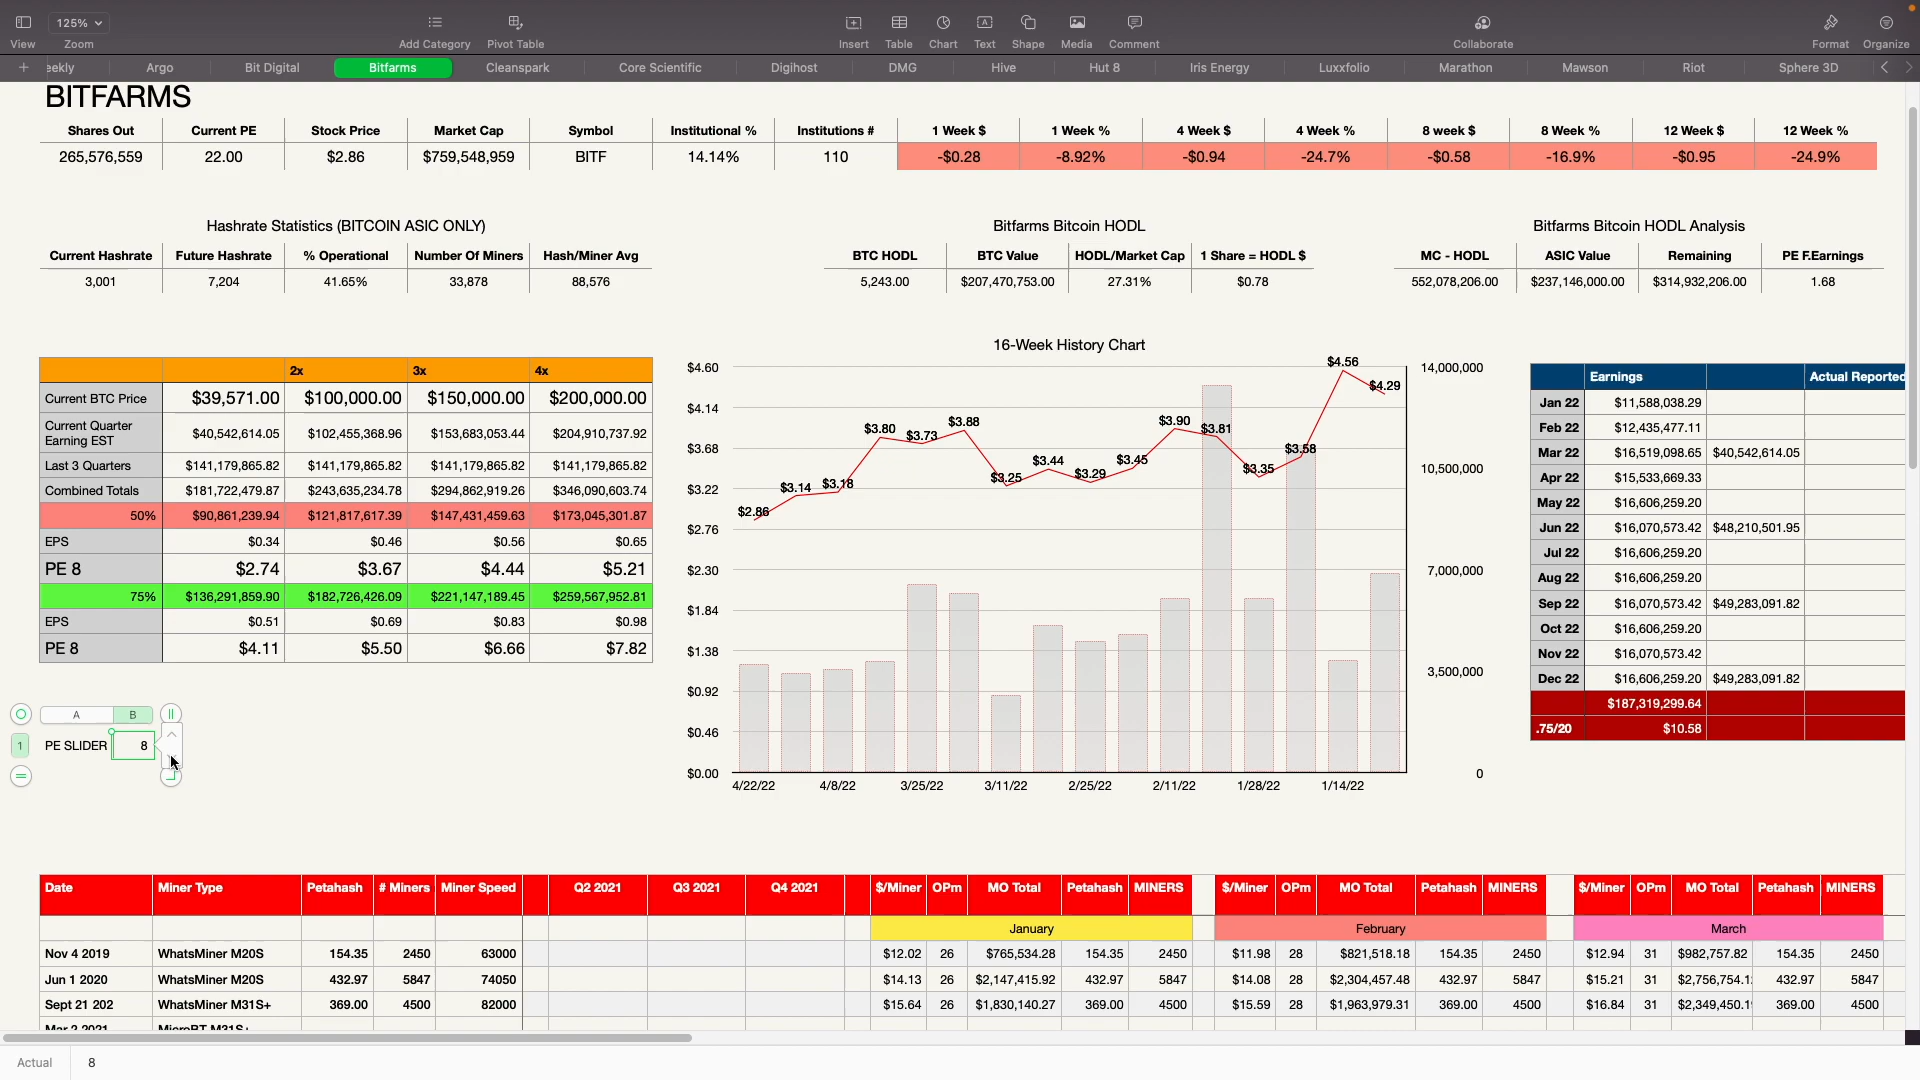 125%
View
Zoom
Add Category
Pivot Table
Insert
Table
Chart
Text
Shape
Media
Comment
Collaborate
Format
Organize
eekly Argo Bit Digital Bitfarms Cleanspark Core Scientific Digihost DMG Hive Hut 8 Iris Energy Luxxfolio Marathon Mawson Riot Sphere 3D
BITFARMS
Shares Out Current PE Stock Price Market Cap Symbol Institutional % Institutions # 1 Week $ 1 Week % 4 Week $ 4 Week % 8 week $ 8 Week % 12 Week $ 12 Week %
265,576,559 22.00 $2.86 $759,548,959 BITF 14.14% 110 -$0.28 -8.92% -$0.94 -24.7% -$0.58 -16.9% -$0.95 -24.9%
Hashrate Statistics (BITCOIN ASIC ONLY)
Current Hashrate Future Hashrate % Operational Number Of Miners Hash/Miner Avg
3,001 7,204 41.65% 33,878 88,576
Bitfarms Bitcoin HODL
BTC HODL BTC Value HODL/Market Cap 1 Share = HODL $
5,243.00 $207,470,753.00 27.31% $0.78
Bitfarms Bitcoin HODL Analysis
MC - HODL ASIC Value Remaining PE F.Earnings
552,078,206.00 $237,146,000.00 $314,932,206.00 1.68
2x 3x 4x
Current BTC Price $39,571.00 $100,000.00 $150,000.00 $200,000.00
Current Quarter
Earning EST $40,542,614.05 $102,455,368.96 $153,683,053.44 $204,910,737.92
Last 3 Quarters $141,179,865.82 $141,179,865.82 $141,179,865.82 $141,179,865.82
Combined Totals $181,722,479.87 $243,635,234.78 $294,862,919.26 $346,090,603.74
50% $90,861,239.94 $121,817,617.39 $147,431,459.63 $173,045,301.87
EPS $0.34 $0.46 $0.56 $0.65
PE 8 $2.74 $3.67 $4.44 $5.21
75% $136,291,859.90 $182,726,426.09 $221,147,189.45 $259,567,952.81
EPS $0.51 $0.69 $0.83 $0.98
PE 8 $4.11 $5.50 $6.66 $7.82
A B
1 PE SLIDER 8
16-Week History Chart
$4.60
$4.14
$3.68
$3.22
$2.76
$2.30
$1.84
$1.38
$0.92
$0.46
$0.00
$2.86 $3.14 $3.18 $3.80 $3.73 $3.88 $3.25 $3.44 $3.29 $3.45 $3.90 $3.81 $3.35 $3.58 $4.56 $4.29
14,000,000
10,500,000
7,000,000
3,500,000
0
4/22/22 4/8/22 3/25/22 3/11/22 2/25/22 2/11/22 1/28/22 1/14/22
Earnings Actual Reported
Jan 22 $11,588,038.29
Feb 22 $12,435,477.11
Mar 22 $16,519,098.65 $40,542,614.05
Apr 22 $15,533,669.33
May 22 $16,606,259.20
Jun 22 $16,070,573.42 $48,210,501.95
Jul 22 $16,606,259.20
Aug 22 $16,606,259.20
Sep 22 $16,070,573.42 $49,283,091.82
Oct 22 $16,606,259.20
Nov 22 $16,070,573.42
Dec 22 $16,606,259.20 $49,283,091.82
$187,319,299.64
.75/20 $10.58
Date Miner Type Petahash # Miners Miner Speed Q2 2021 Q3 2021 Q4 2021 $/Miner OPm MO Total Petahash MINERS $/Miner OPm MO Total Petahash MINERS $/Miner OPm MO Total Petahash MINERS
January February March
Nov 4 2019 WhatsMiner M20S 154.35 2450 63000 $12.02 26 $765,534.28 154.35 2450 $11.98 28 $821,518.18 154.35 2450 $12.94 31 $982,757.82 154.35 2450
Jun 1 2020 WhatsMiner M20S 432.97 5847 74050 $14.13 26 $2,147,415.92 432.97 5847 $14.08 28 $2,304,457.48 432.97 5847 $15.21 31 $2,756,754.1 432.97 5847
Sept 21 202 WhatsMiner M31S+ 369.00 4500 82000 $15.64 26 $1,830,140.27 369.00 4500 $15.59 28 $1,963,979.31 369.00 4500 $16.84 31 $2,349,450.1 369.00 4500
Mar 2 2021 MicroBT M31S+
Actual 8